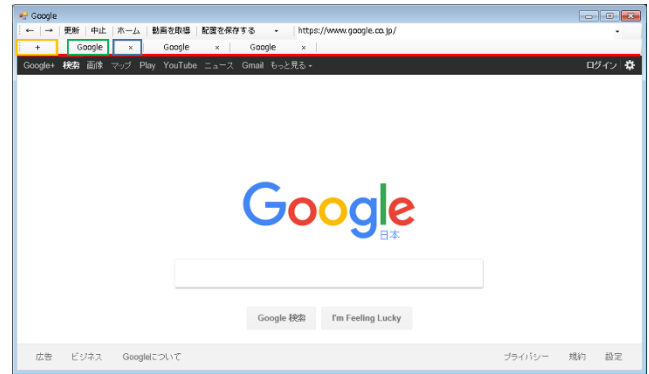 Google
← → 更新 中止 ホーム 動画を取得 配置を保存する https://www.google.co.jp/
+ Google × Google × Google ×
Google+ 検索 画像 マップ Play YouTube ニュース Gmail もっと見る ログイン
Google
日本
Google 検索 I'm Feeling Lucky
広告 ビジネス Googleについて プライバシー 規約 設定